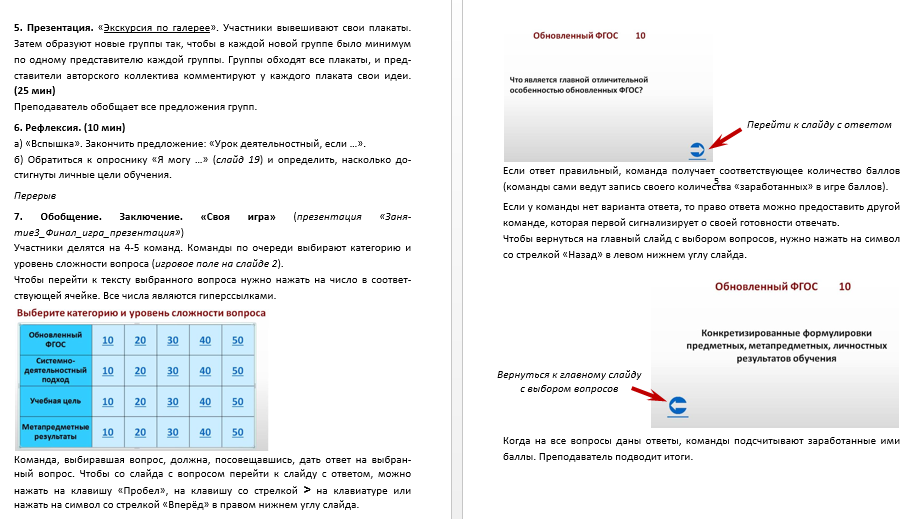 5. Презентация. «Экскурсия по галерее». Участники вывешивают свои плакаты.
Затем образуют новые группы так, чтобы в каждой новой группе было минимум
по одному представителю каждой группы. Группы обходят все плакаты, и пред-
ставители авторского коллектива комментируют у каждого плаката свои идеи.
(25 мин)
Преподаватель обобщает все предложения групп.
6. Рефлексия. (10 мин)
а) «Вспышка». Закончить предложение: «Урок деятельностный, если …».
б) Обратиться к опроснику «Я могу …» (слайд 19) и определить, насколько до-
стигнуты личные цели обучения.
Перерыв
7. Обобщение. Заключение. «Своя игра» (презентация «Заня-
тие3_Финал_игра_презентация»)
Участники делятся на 4-5 команд. Команды по очереди выбирают категорию и
уровень сложности вопроса (игровое поле на слайде 2).
Чтобы перейти к тексту выбранного вопроса нужно нажать на число в соответ-
ствующей ячейке. Все числа являются гиперссылками.
Выберите категорию и уровень сложности вопроса
Обновленный
ФГОС 10 20 30 40 50
Системно-
деятельностный
подход 10 20 30 40 50
Учебная цель 10 20 30 40 50
Метапредметные
результаты 10 20 30 40 50
Команда, выбиравшая вопрос, должна, посовещавшись, дать ответ на выбран-
ный вопрос. Чтобы со слайда с вопросом перейти к слайду с ответом, можно
нажать на клавишу «Пробел», на клавишу со стрелкой > на клавиатуре или
нажать на символ со стрелкой «Вперёд» в правом нижнем углу слайда.
Обновленный ФГОС 10
Что является главной отличительной
особенностью обновленных ФГОС?
Перейти к слайду с ответом
Если ответ правильный, команда получает соответствующее количество баллов
5
(команды сами ведут запись своего количества «заработанных» в игре баллов).
Если у команды нет варианта ответа, то право ответа можно предоставить другой
команде, которая первой сигнализирует о своей готовности отвечать.
Чтобы вернуться на главный слайд с выбором вопросов, нужно нажать на символ
со стрелкой «Назад» в левом нижнем углу слайда.
Обновленный ФГОС 10
Конкретизированные формулировки
предметных, метапредметных, личностных
результатов обучения
Вернуться к главному слайду
с выбором вопросов
Когда на все вопросы даны ответы, команды подсчитывают заработанные ими
баллы. Преподаватель подводит итоги.